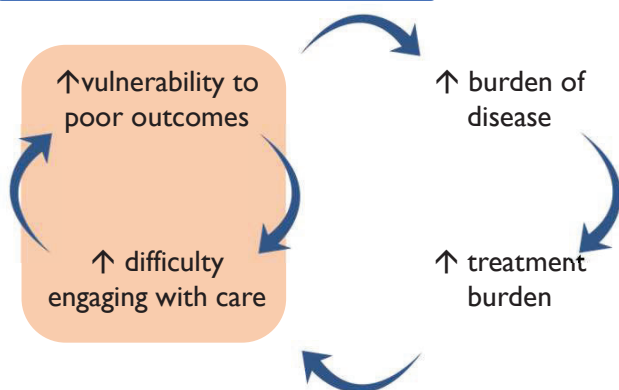 ↑vulnerability to
poor outcomes
↑ burden of
disease
↑ difficulty
engaging with care
↑ treatment
burden